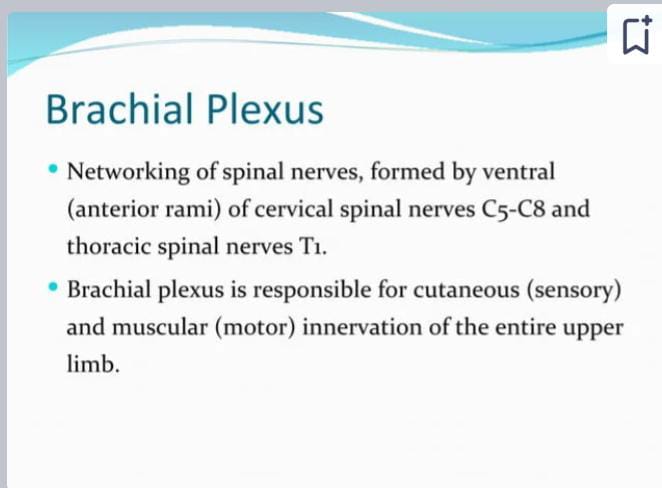 Brachial Plexus
• Networking of spinal nerves, formed by ventral
(anterior rami) of cervical spinal nerves C5-C8 and
thoracic spinal nerves T1.
• Brachial plexus is responsible for cutaneous (sensory)
and muscular (motor) innervation of the entire upper
limb.